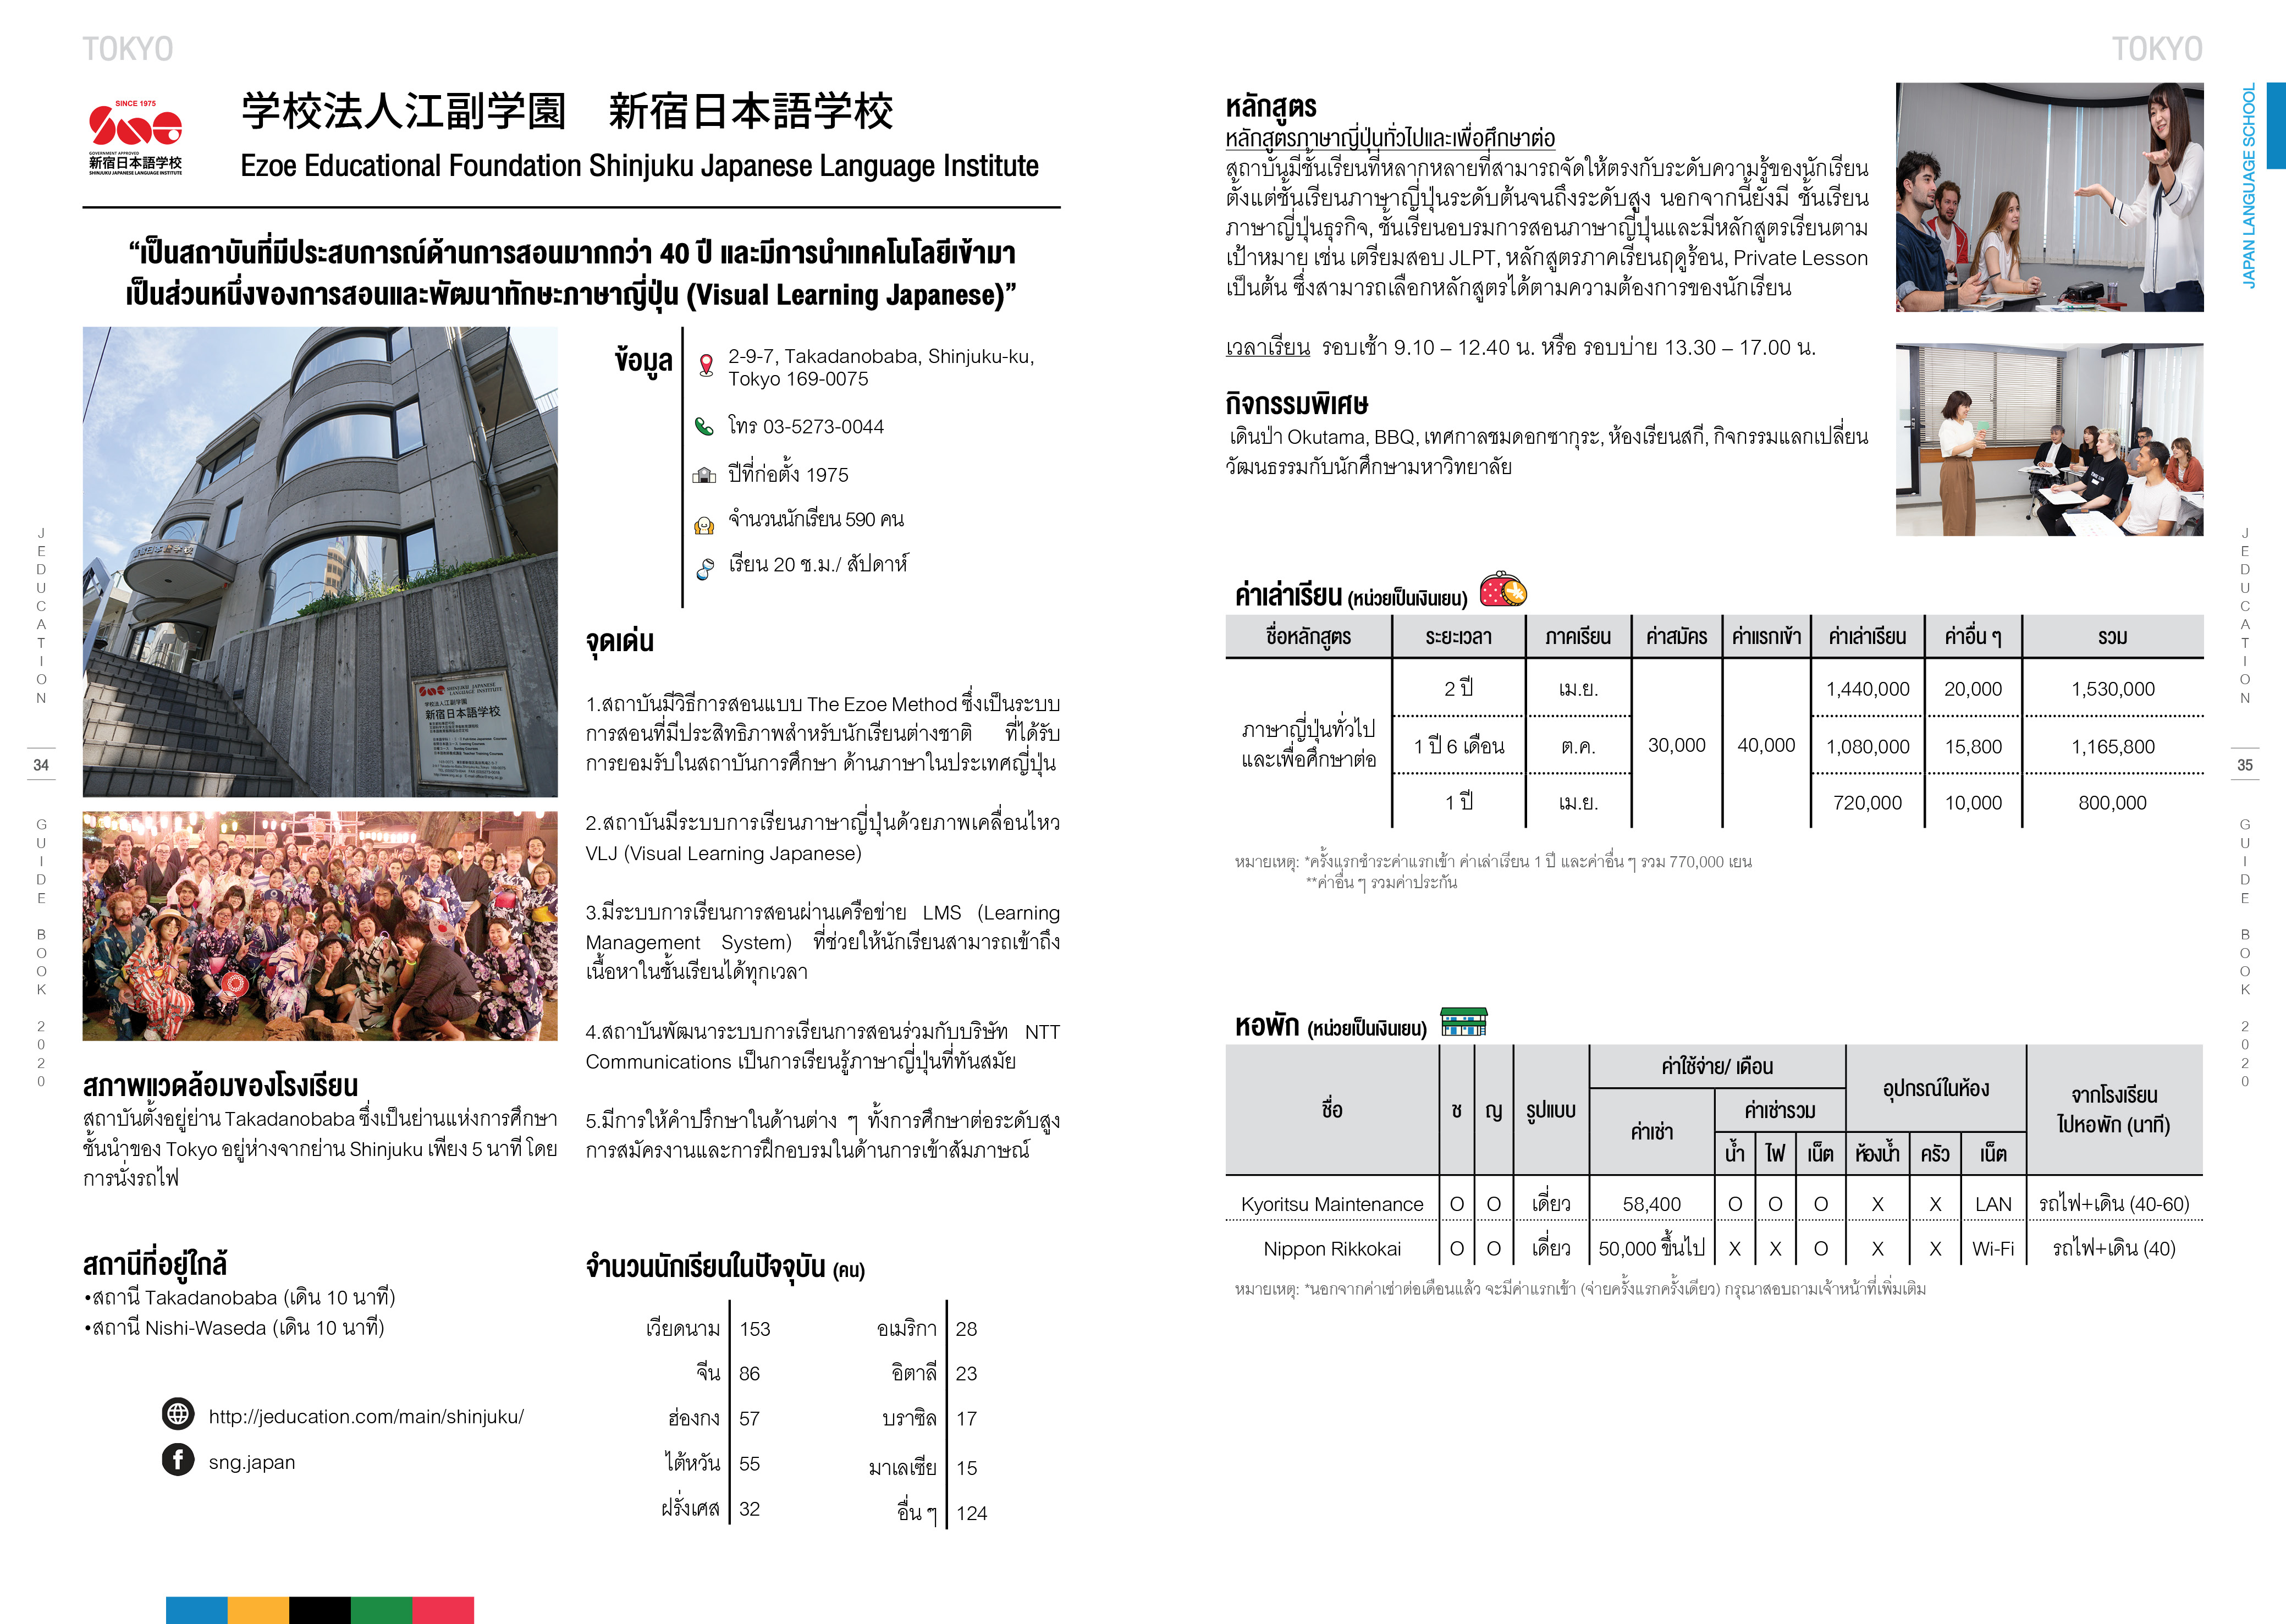 TOKYO
SINCE 1975
GOVERNMENT APPROVED
新宿日本語学校
SHINJUKU JAPANESE LANGUAGE INSTITUTE
学校法人江副学園 新宿日本語学校
Ezoe Educational Foundation Shinjuku Japanese Language Institute
“เป็นสถาบันที่มีประสบการณ์ด้านการสอนมากกว่า 40 ปี และมีการนำเทคโนโลยีเข้ามา
เป็นส่วนหนึ่งของการสอนและพัฒนาทักษะภาษาญี่ปุ่น (Visual Learning Japanese)”
ข้อมูล
2-9-7, Takadanobaba, Shinjuku-ku,
Tokyo 169-0075
โทร 03-5273-0044
ปีที่ก่อตั้ง 1975
จำนวนนักเรียน 590 คน
เรียน 20 ช.ม./ สัปดาห์
新宿日本語学校
SHINJUKU JAPANESE
LANGUAGE INSTITUTE
学校法人江副学園
新宿日本語学校
จุดเด่น
1.สถาบันมีวิธีการสอนแบบ The Ezoe Method ซึ่งเป็นระบบ
การสอนที่มีประสิทธิภาพสำหรับนักเรียนต่างชาติ ที่ได้รับ
การยอมรับในสถาบันการศึกษา ด้านภาษาในประเทศญี่ปุ่น
2.สถาบันมีระบบการเรียนภาษาญี่ปุ่นด้วยภาพเคลื่อนไหว
VLJ (Visual Learning Japanese)
3.มีระบบการเรียนการสอนผ่านเครือข่าย LMS (Learning
Management System) ที่ช่วยให้นักเรียนสามารถเข้าถึง
เนื้อหาในชั้นเรียนได้ทุกเวลา
4.สถาบันพัฒนาระบบการเรียนการสอนร่วมกับบริษัท NTT
Communications เป็นการเรียนรู้ภาษาญี่ปุ่นที่ทันสมัย
5.มีการให้คำปรึกษาในด้านต่าง ๆ ทั้งการศึกษาต่อระดับสูง
การสมัครงานและการฝึกอบรมในด้านการเข้าสัมภาษณ์
สภาพแวดล้อมของโรงเรียน
สถาบันตั้งอยู่ย่าน Takadanobaba ซึ่งเป็นย่านแห่งการศึกษา
ชั้นนำของ Tokyo อยู่ห่างจากย่าน Shinjuku เพียง 5 นาที โดย
การนั่งรถไฟ
สถานีที่อยู่ใกล้
•สถานี Takadanobaba (เดิน 10 นาที)
•สถานี Nishi-Waseda (เดิน 10 นาที)
http://jeducation.com/main/shinjuku/
sng.japan
จำนวนนักเรียนในปัจจุบัน (คน)
เวียดนาม 153 อเมริกา 28
จีน 86 อิตาลี 23
ฮ่องกง 57 บราซิล 17
ไต้หวัน 55 มาเลเซีย 15
ฝรั่งเศส 32 อื่น ๆ 124
JEDUCATION
34
GUIDE BOOK 2020
TOKYO
JAPAN LANGUAGE SCHOOL
หลักสูตร
หลักสูตรภาษาญี่ปุ่นทั่วไปและเพื่อศึกษาต่อ
สถาบันมีชั้นเรียนที่หลากหลายที่สามารถจัดให้ตรงกับระดับความรู้ของนักเรียน
ตั้งแต่ชั้นเรียนภาษาญี่ปุ่นระดับต้นจนถึงระดับสูง นอกจากนี้ยังมี ชั้นเรียน
ภาษาญี่ปุ่นธุรกิจ, ชั้นเรียนอบรมการสอนภาษาญี่ปุ่นและมีหลักสูตรเรียนตาม
เป้าหมาย เช่น เตรียมสอบ JLPT, หลักสูตรภาคเรียนฤดูร้อน, Private Lesson
เป็นต้น ซึ่งสามารถเลือกหลักสูตรได้ตามความต้องการของนักเรียน
เวลาเรียน รอบเช้า 9.10 – 12.40 น. หรือ รอบบ่าย 13.30 – 17.00 น.
กิจกรรมพิเศษ
เดินป่า Okutama, BBQ, เทศกาลชมดอกซากุระ, ห้องเรียนสกี, กิจกรรมแลกเปลี่ยน
วัฒนธรรมกับนักศึกษามหาวิทยาลัย
ค่าเล่าเรียน (หน่วยเป็นเงินเยน)
ชื่อหลักสูตร ระยะเวลา ภาคเรียน ค่าสมัคร ค่าแรกเข้า ค่าเล่าเรียน ค่าอื่น ๆ รวม
2 ปี เม.ย. 1,440,000 20,000 1,530,000
ภาษาญี่ปุ่นทั่วไป
และเพื่อศึกษาต่อ
1 ปี 6 เดือน ต.ค. 30,000 40,000 1,080,000 15,800 1,165,800
1 ปี เม.ย. 720,000 10,000 800,000
หมายเหตุ: *ครั้งแรกชำระค่าแรกเข้า ค่าเล่าเรียน 1 ปี และค่าอื่น ๆ รวม 770,000 เยน
**ค่าอื่น ๆ รวมค่าประกัน
หอพัก (หน่วยเป็นเงินเยน)
ชื่อ ช ญ รูปแบบ ค่าใช้จ่าย/ เดือน อุปกรณ์ในห้อง จากโรงเรียน
ไปหอพัก (นาที)
ค่าเช่า ค่าเช่ารวม
น้ำ ไฟ เน็ต ห้องน้ำ ครัว เน็ต
Kyoritsu Maintenance O O เดี่ยว 58,400 O O O X X LAN รถไฟ+เดิน (40-60)
Nippon Rikkokai O O เดี่ยว 50,000 ขึ้นไป X X O X X Wi-Fi รถไฟ+เดิน (40)
หมายเหตุ: *นอกจากค่าเช่าต่อเดือนแล้ว จะมีค่าแรกเข้า (จ่ายครั้งแรกครั้งเดียว) กรุณาสอบถามเจ้าหน้าที่เพิ่มเติม
JEDUCATION
35
GUIDE BOOK 2020